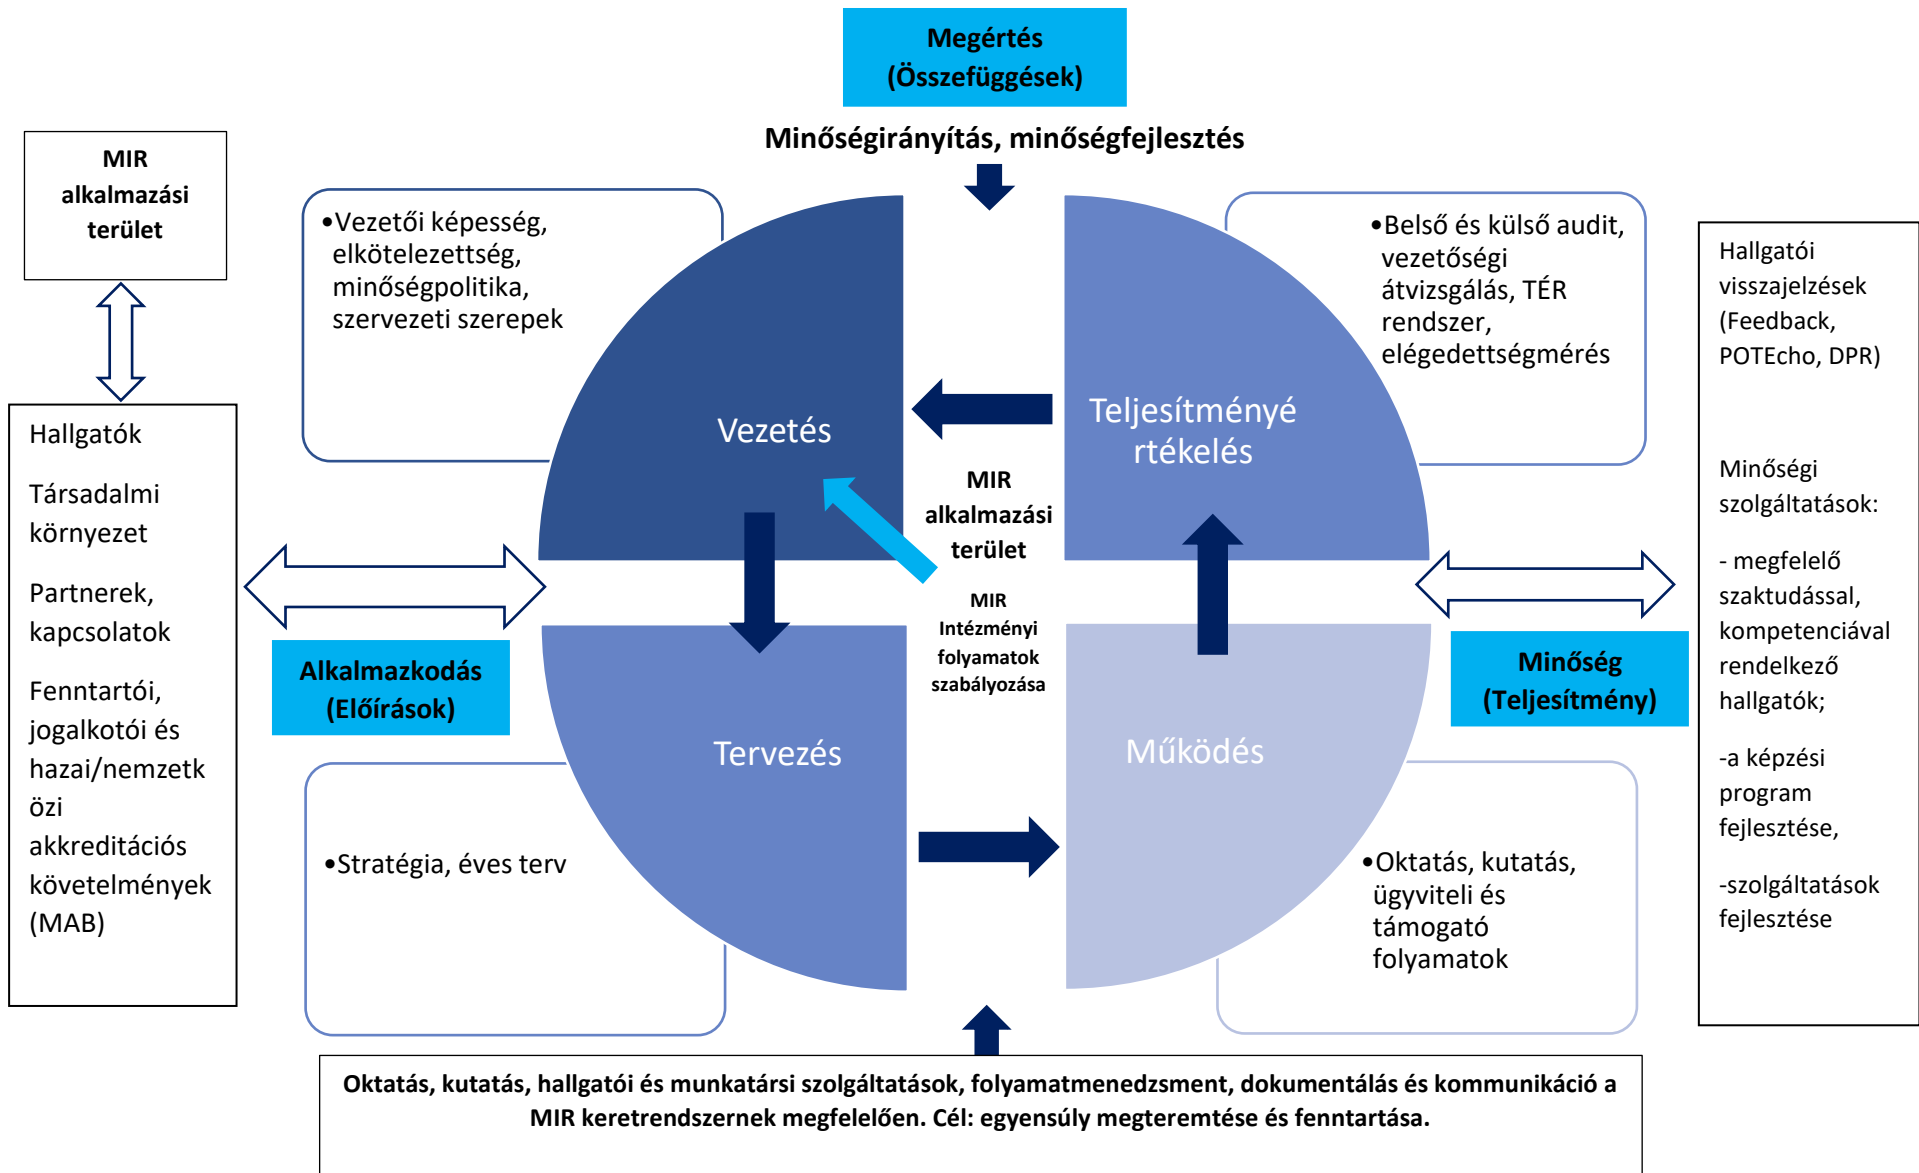 Megértés
(Összefüggések)
Minőségirányítás, minőségfejlesztés
MIR
alkalmazási
terület
•Vezetői képesség,
elkötelezettség,
minőségpolitika,
szervezeti szerepek
•Belső és külső audit,
vezetőségi
átvizsgálás, TÉR
rendszer,
elégedettségmérés
Hallgatói
visszajelzések
(Feedback,
POTEcho, DPR)
Minőségi
szolgáltatások:
- megfelelő
szaktudással,
kompetenciával
rendelkező
hallgatók;
-a képzési
program
fejlesztése,
-szolgáltatások
fejlesztése
Hallgatók
Társadalmi
környezet
Partnerek,
kapcsolatok
Fenntartói,
jogalkotói és
hazai/nemzetk
özi
akkreditációs
követelmények
(MAB)
Vezetés
Teljesítményé
rtékelés
MIR
alkalmazási
terület
MIR
Intézményi
folyamatok
szabályozása
Alkalmazkodás
(Előírások)
Minőség
(Teljesítmény)
Tervezés
Működés
•Stratégia, éves terv
•Oktatás, kutatás,
ügyviteli és
támogató
folyamatok
Oktatás, kutatás, hallgatói és munkatársi szolgáltatások, folyamatmenedzsment, dokumentálás és kommunikáció a
MIR keretrendszernek megfelelően. Cél: egyensúly megteremtése és fenntartása.